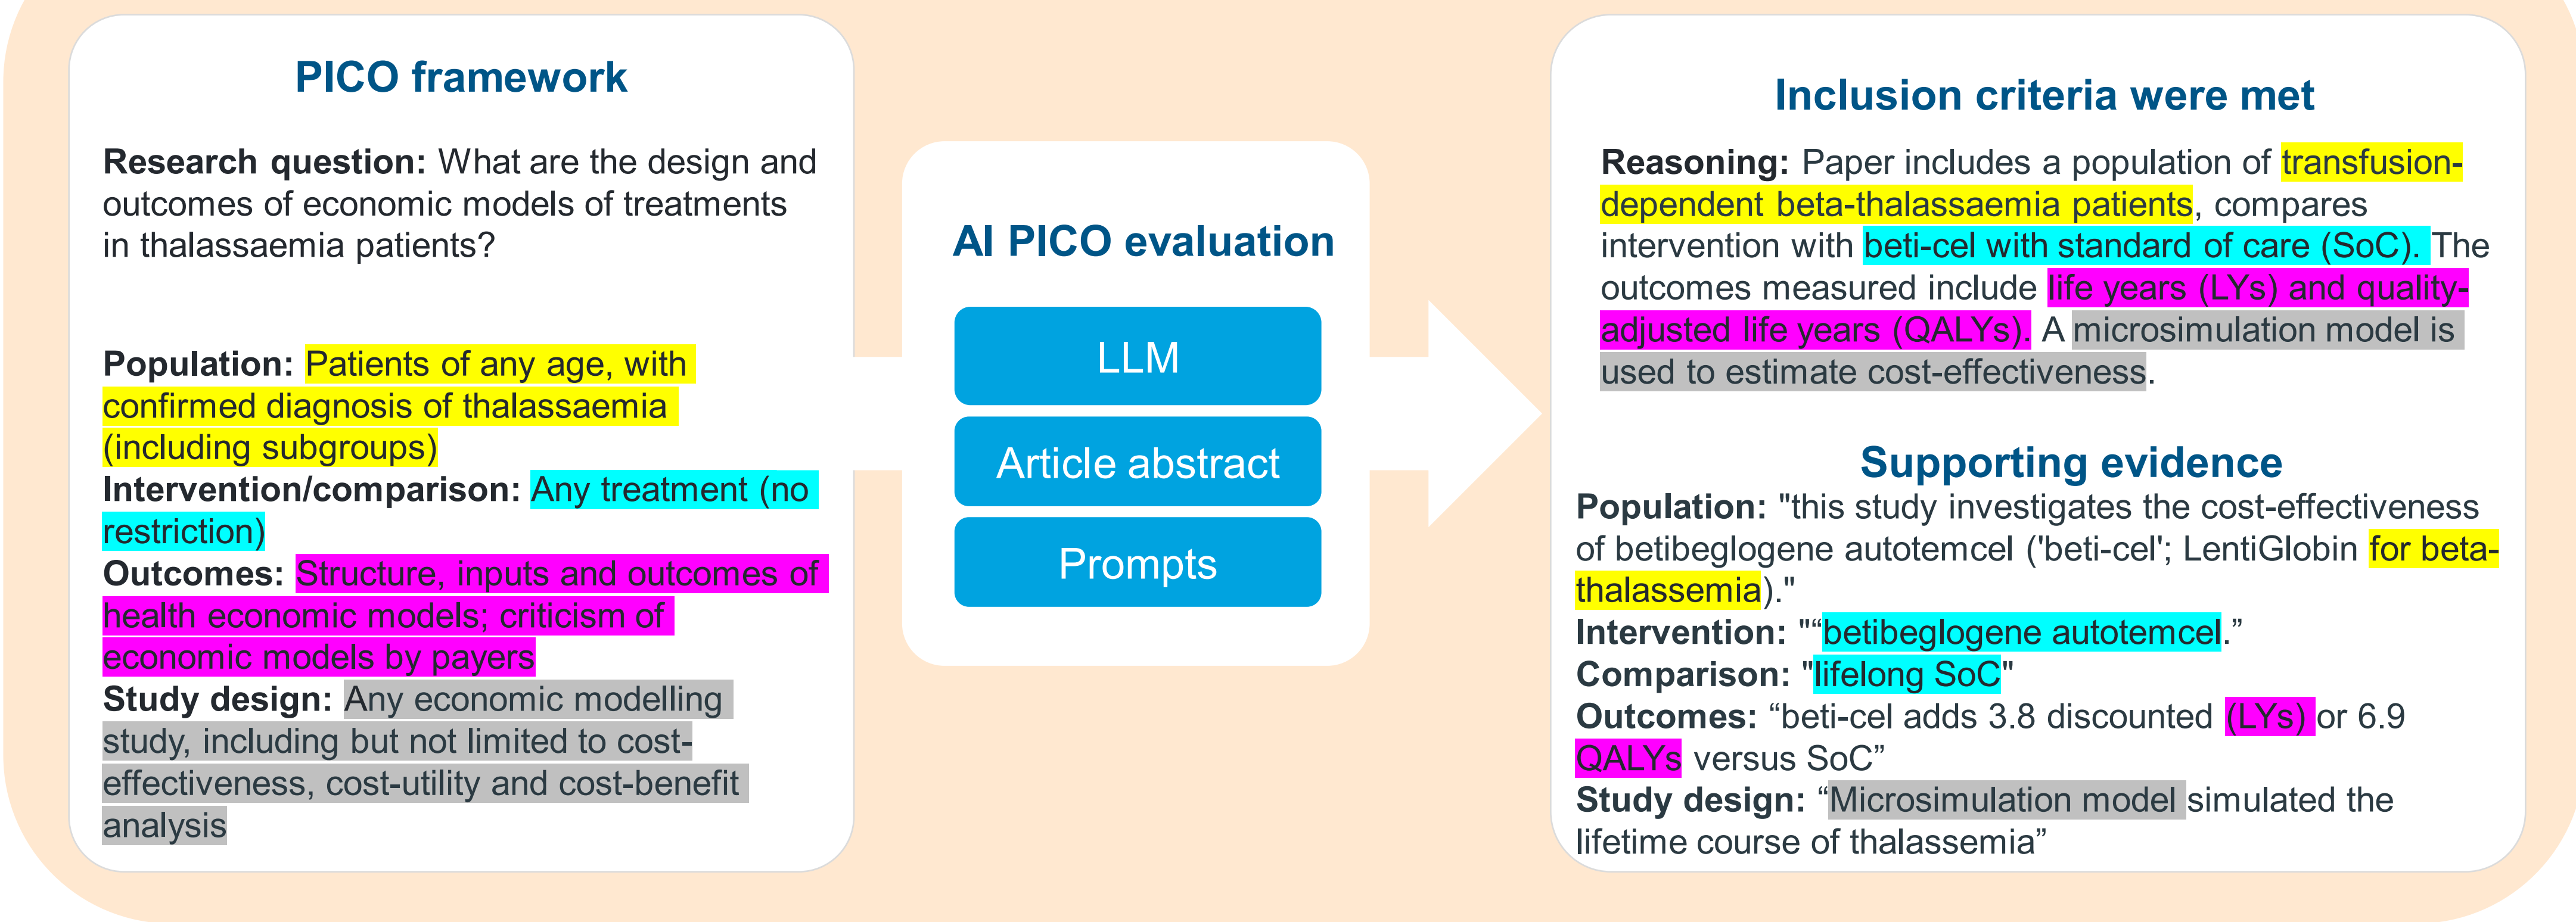 PICO framework
Research question: What are the design and
outcomes of economic models of treatments
in thalassaemia patients?
Population: Patients of any age, with
confirmed diagnosis of thalassaemia
(including subgroups)
Intervention/comparison: Any treatment (no
restriction)
Outcomes: Structure, inputs and outcomes of
health economic models; criticism of
economic models by payers
Study design: Any economic modelling
study, including but not limited to cost-
effectiveness, cost-utility and cost-benefit
analysis
AI PICO evaluation
LLM
Article abstract
Prompts
Inclusion criteria were met
Reasoning: Paper includes a population of transfusion-
dependent beta-thalassaemia patients, compares
intervention with beti-cel with standard of care (SoC). The
outcomes measured include life years (LYs) and quality-
adjusted life years (QALYs). A microsimulation model is
used to estimate cost-effectiveness.
Supporting evidence
Population: "this study investigates the cost-effectiveness
of betibeglogene autotemcel ('beti-cel'; LentiGlobin for beta-
thalassemia)."
Intervention: "“betibeglogene autotemcel.”
Comparison: "lifelong SoC"
Outcomes: “beti-cel adds 3.8 discounted (LYs) or 6.9
QALYs versus SoC”
Study design: “Microsimulation model simulated the
lifetime course of thalassemia”